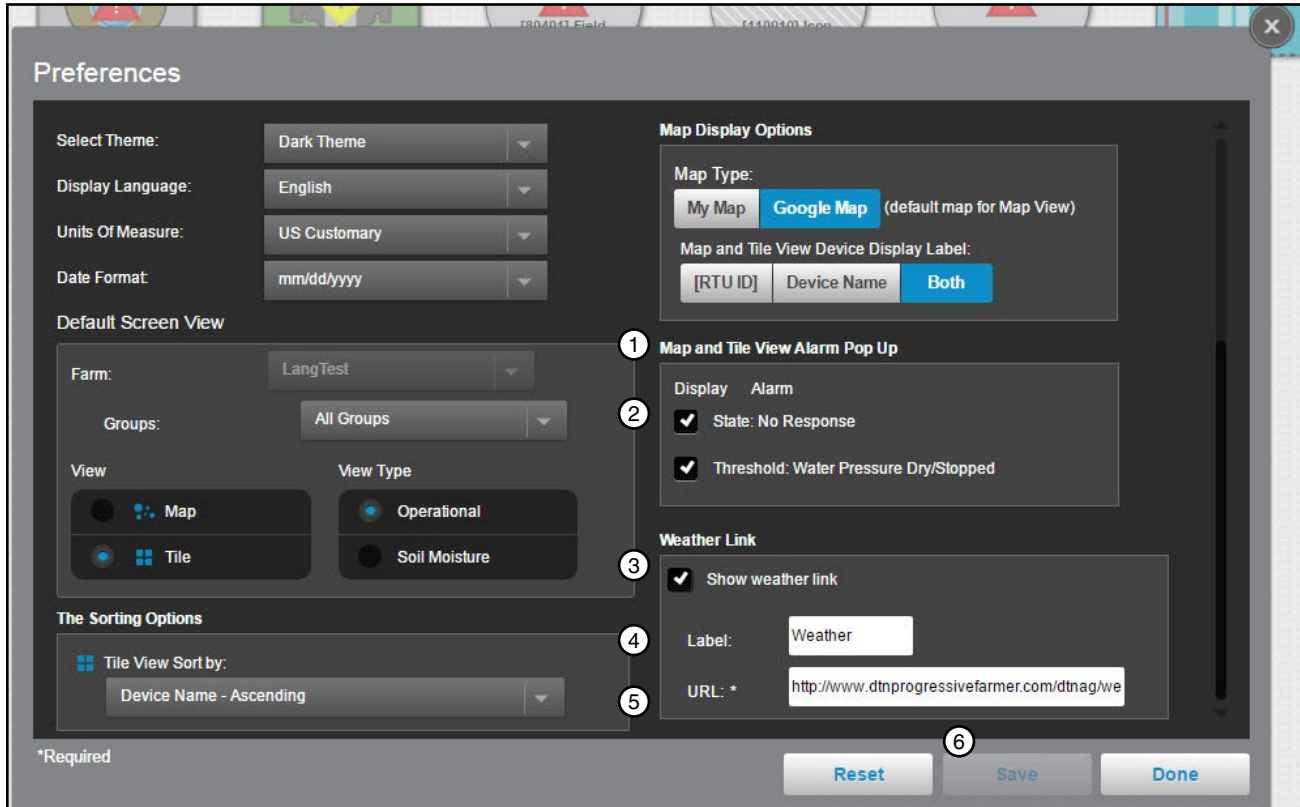 [80401] Field
[110010] Icon
X
Preferences
Select Theme:
Dark Theme
Display Language:
English
Units Of Measure:
US Customary
Date Format:
mm/dd/yyyy
Default Screen View
Farm:
LangTest
Groups:
All Groups
View
View Type
Map
Operational
Tile
Soil Moisture
The Sorting Options
Tile View Sort by:
Device Name - Ascending
Map Display Options
Map Type:
My Map
Google Map
(default map for Map View)
Map and Tile View Device Display Label:
[RTU ID]
Device Name
Both
1
Map and Tile View Alarm Pop Up
Display Alarm
2
State: No Response
Threshold: Water Pressure Dry/Stopped
Weather Link
3
Show weather link
4
Label:
Weather
5
URL: *
http://www.dtnprogressivefarmer.com/dtnag/we
*Required
6
Reset
Save
Done